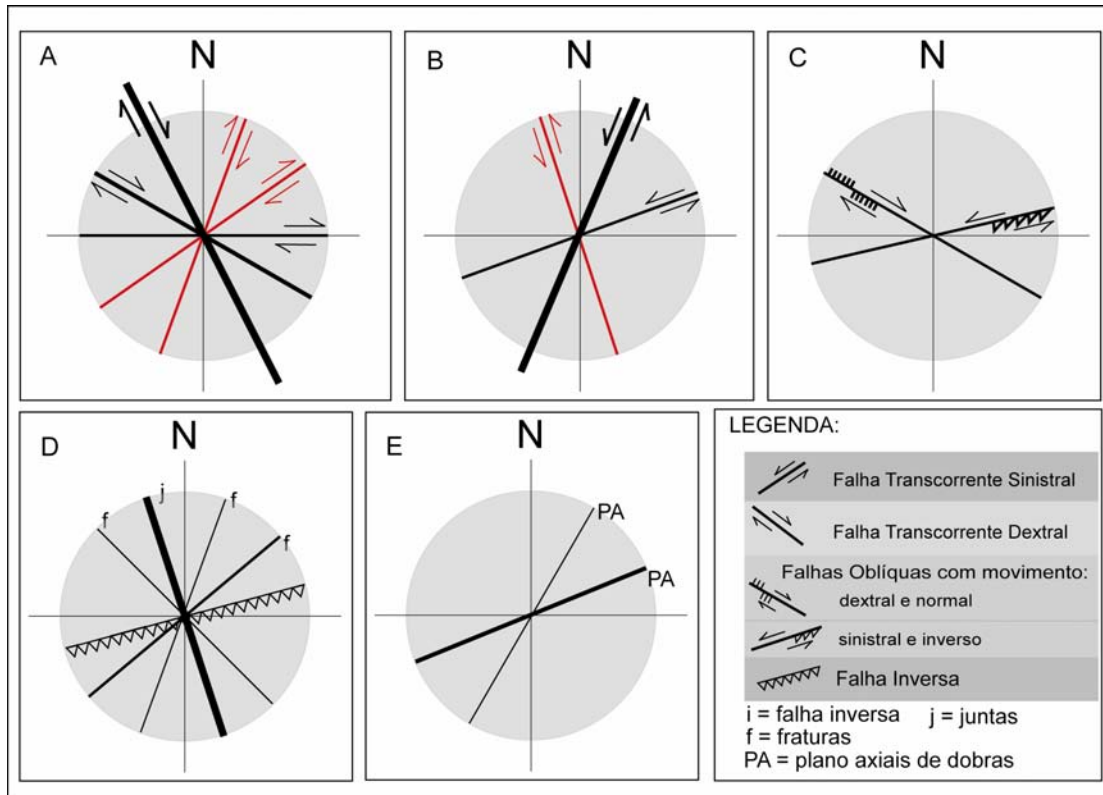 A
N
B
N
C
N
D
N
j
f
f
f
E
N
PA
PA
LEGENDA:
Falha Transcorrente Sinistral
Falha Transcorrente Dextral
Falhas Oblíquas com movimento:
dextral e normal
sinistral e inverso
Falha Inversa
i = falha inversa j = juntas
f = fraturas
PA = plano axiais de dobras